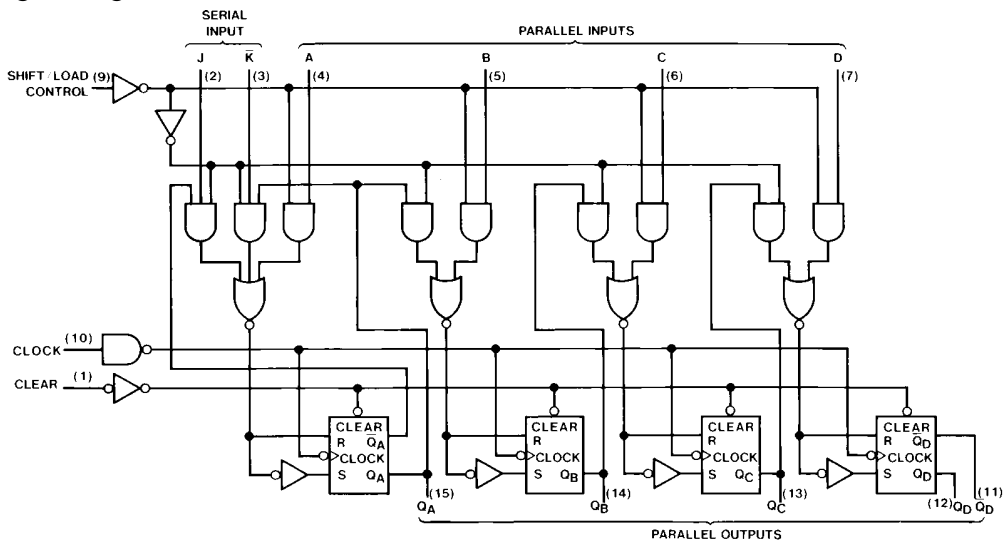 SERIAL
INPUT
PARALLEL INPUTS
J K̅ A B C D
SHIFT/LOAD (9) (2) (3) (4) (5) (6) (7)
CONTROL
(10)
CLOCK
CLEAR (1)
CLEAR CLEAR CLEAR CLEAR
R Q̅A R R R Q̅D
CLOCK CLOCK CLOCK CLOCK
S QA S QB S QC S QD
(15) (14) (13) (12) (11)
QA QB QC QD Q̅D
PARALLEL OUTPUTS